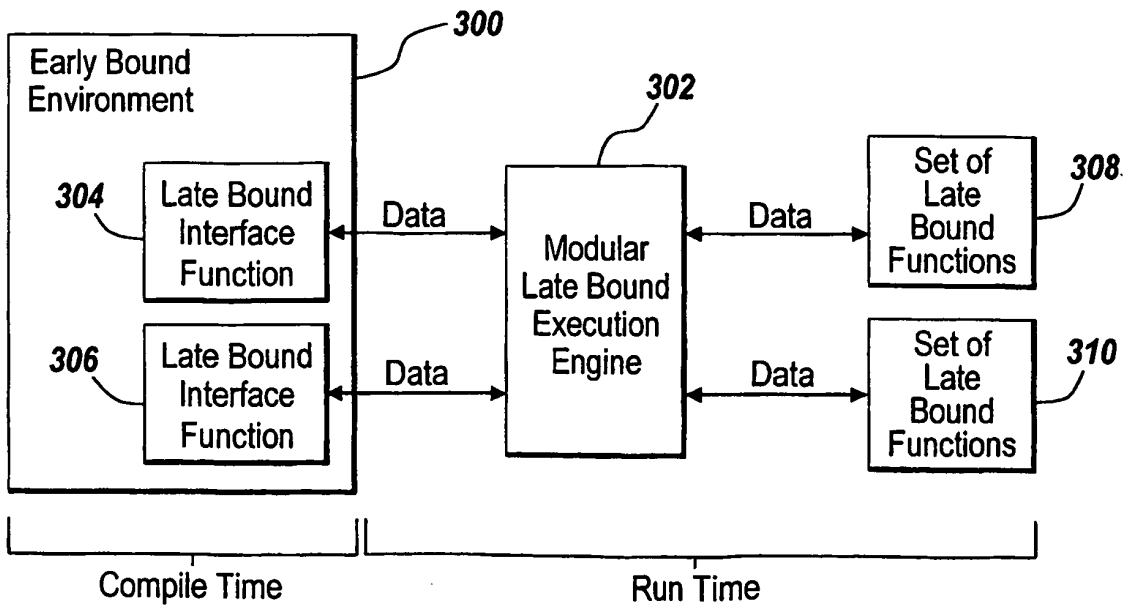 300
Early Bound
Environment
302
304
Late Bound
Interface
Function
Data
Modular
Late Bound
Execution
Engine
Data
Set of
Late
Bound
Functions
308
306
Late Bound
Interface
Function
Data
Data
Set of
Late
Bound
Functions
310
Compile Time
Run Time